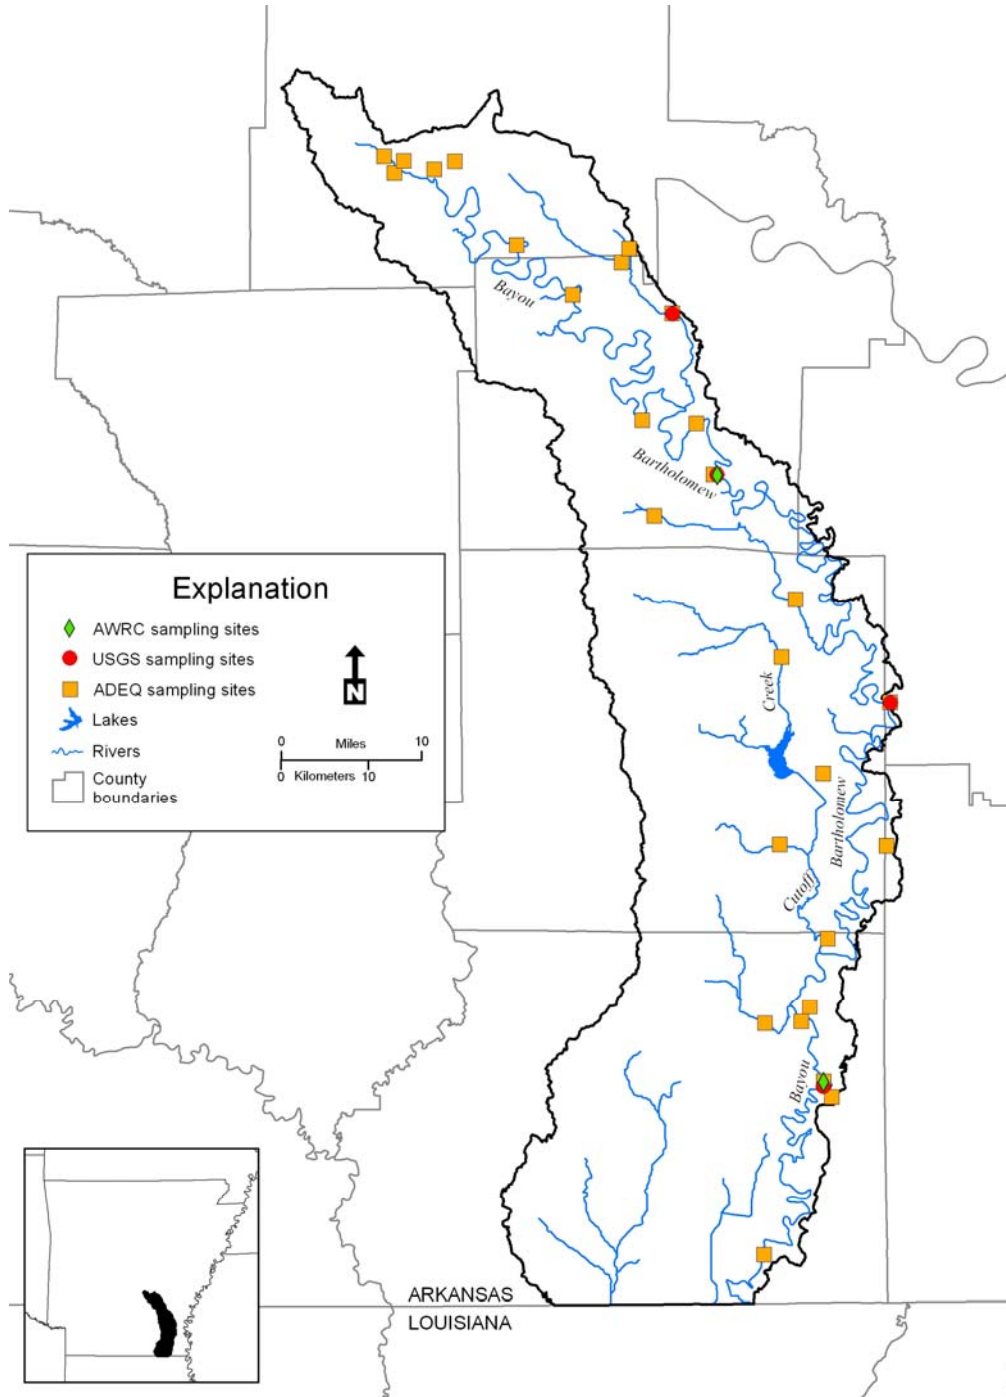 Bayou
Bartholomew
Explanation
AWRC sampling sites
USGS sampling sites
ADEQ sampling sites
Lakes
Rivers
County
boundaries
N
0 Miles 10
0 Kilometers 10
Creek
Bartholomew
Cutoff
Bayou
ARKANSAS
LOUISIANA